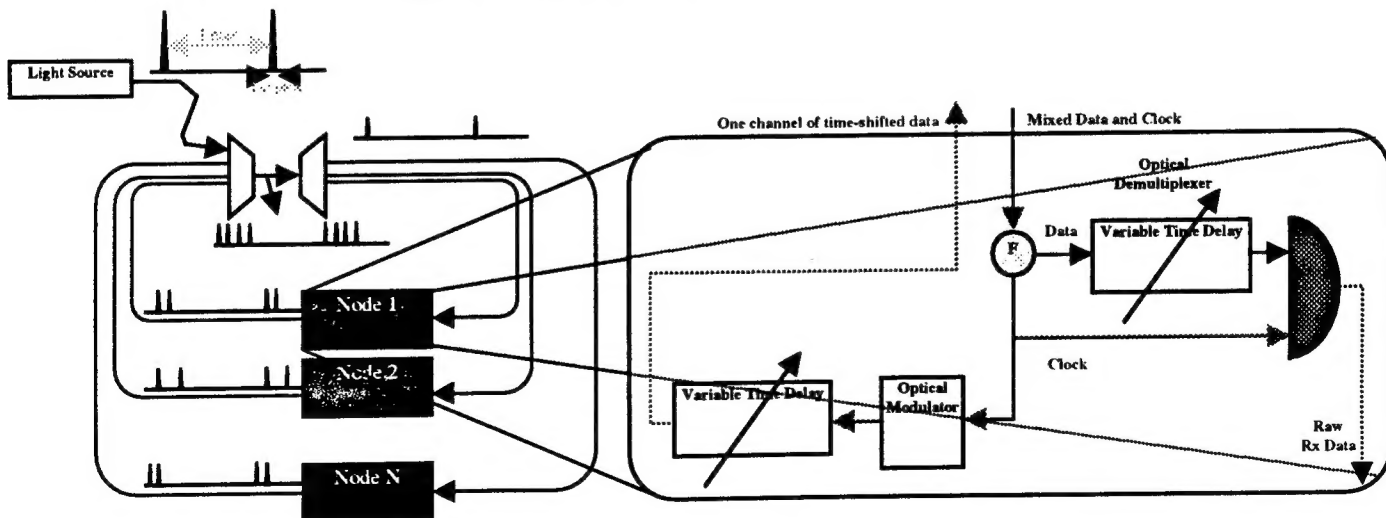 Light Source
One channel of time-shifted data
Mixed Data and Clock
Optical
Demultiplexer
F
Data
Variable Time Delay
Node 1
Clock
Node 2
Variable Time Delay
Optical
Modulator
Raw
Rx Data
Node N